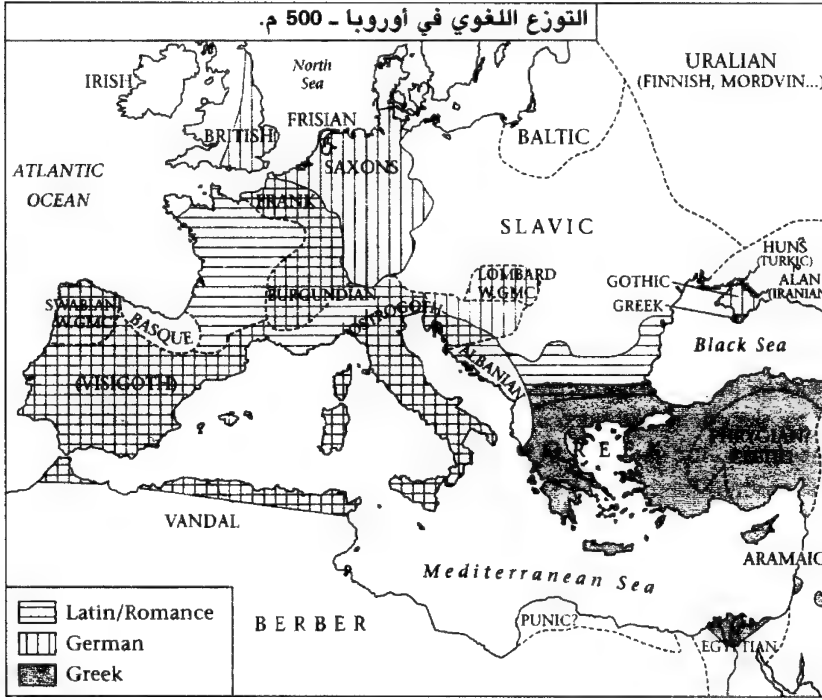 التوزع اللغوي في أوروبا ـ 500 م.
IRISH
North
Sea
URALIAN
(FINNISH, MORDVIN...)
BRITISH
FRISIAN
BALTIC
SAXONS
ATLANTIC
OCEAN
FRANK
SLAVIC
HUNS
(TURKIC)
LOMBARD
W.GMC
GOTHIC
ALAN
(IRANIAN)
GREEK
BURGUNDIAN
SWABIAN
W.GMC
BASQUE
OSTROGOTH
Black Sea
ALBANIAN
(VISIGOTH)
PHRYGIAN?
VANDAL
ARAMAIC
Mediterranean Sea
Latin/Romance
BERBER
PUNIC?
German
EGYPTIAN
Greek